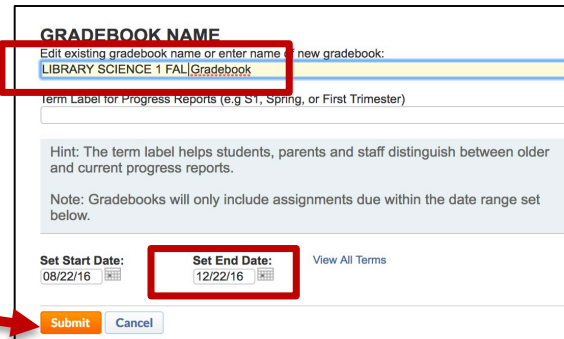 GRADEBOOK NAME
Edit existing gradebook name or enter name of new gradebook:
LIBRARY SCIENCE 1 FAL Gradebook
Term Label for Progress Reports (e.g S1, Spring, or First Trimester)
Hint: The term label helps students, parents and staff distinguish between older
and current progress reports.
Note: Gradebooks will only include assignments due within the date range set
below.
Set Start Date: Set End Date: View All Terms
08/22/16 12/22/16
Submit Cancel